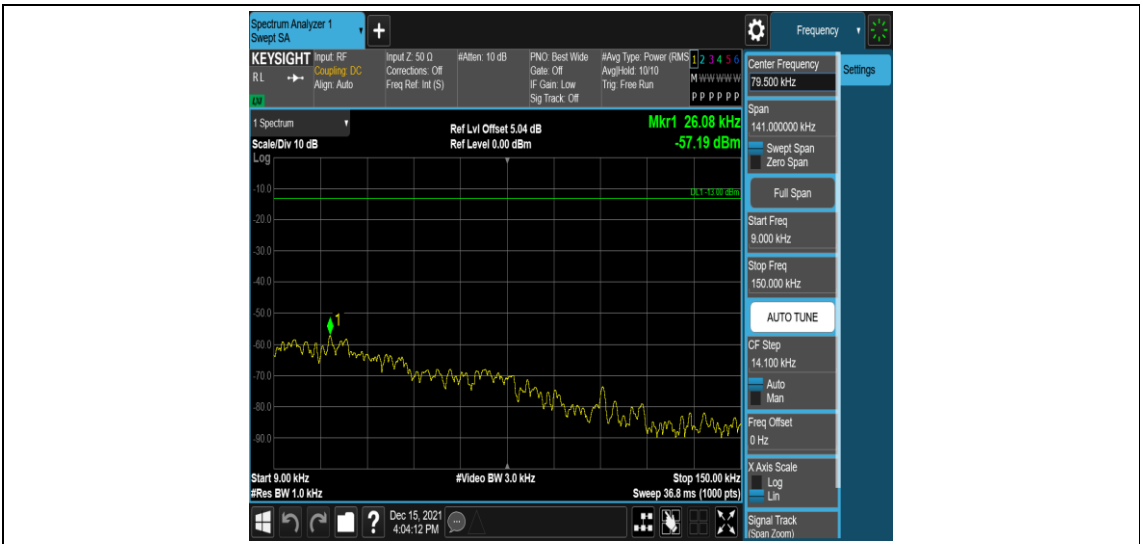 Spectrum Analyzer 1
Swept SA
+
Frequency
KEYSIGHT
RL
LXI
Input: RF
Coupling: DC
Align: Auto
Input Z: 50 Ω
Corrections: Off
Freq Ref: Int (S)
#Atten: 10 dB
PNO: Best Wide
Gate: Off
IF Gain: Low
Sig Track: Off
#Avg Type: Power (RMS
Avg|Hold: 10/10
Trig: Free Run
1 2 3 4 5 6
M W W W W W
P P P P P P
1 Spectrum
Scale/Div 10 dB
Log
Ref Lvl Offset 5.04 dB
Ref Level 0.00 dBm
Mkr1 26.08 kHz
-57.19 dBm
DL1 -13.00 dBm
-10.0
-20.0
-30.0
-40.0
-50.0
-60.0
-70.0
-80.0
-90.0
1
Start 9.00 kHz
#Res BW 1.0 kHz
#Video BW 3.0 kHz
Stop 150.00 kHz
Sweep 36.8 ms (1000 pts)
?
Dec 15, 2021
4:04:12 PM
Center Frequency
79.500 kHz
Settings
Span
141.000000 kHz
Swept Span
Zero Span
Full Span
Start Freq
9.000 kHz
Stop Freq
150.000 kHz
AUTO TUNE
CF Step
14.100 kHz
Auto
Man
Freq Offset
0 Hz
X Axis Scale
Log
Lin
Signal Track
(Span Zoom)